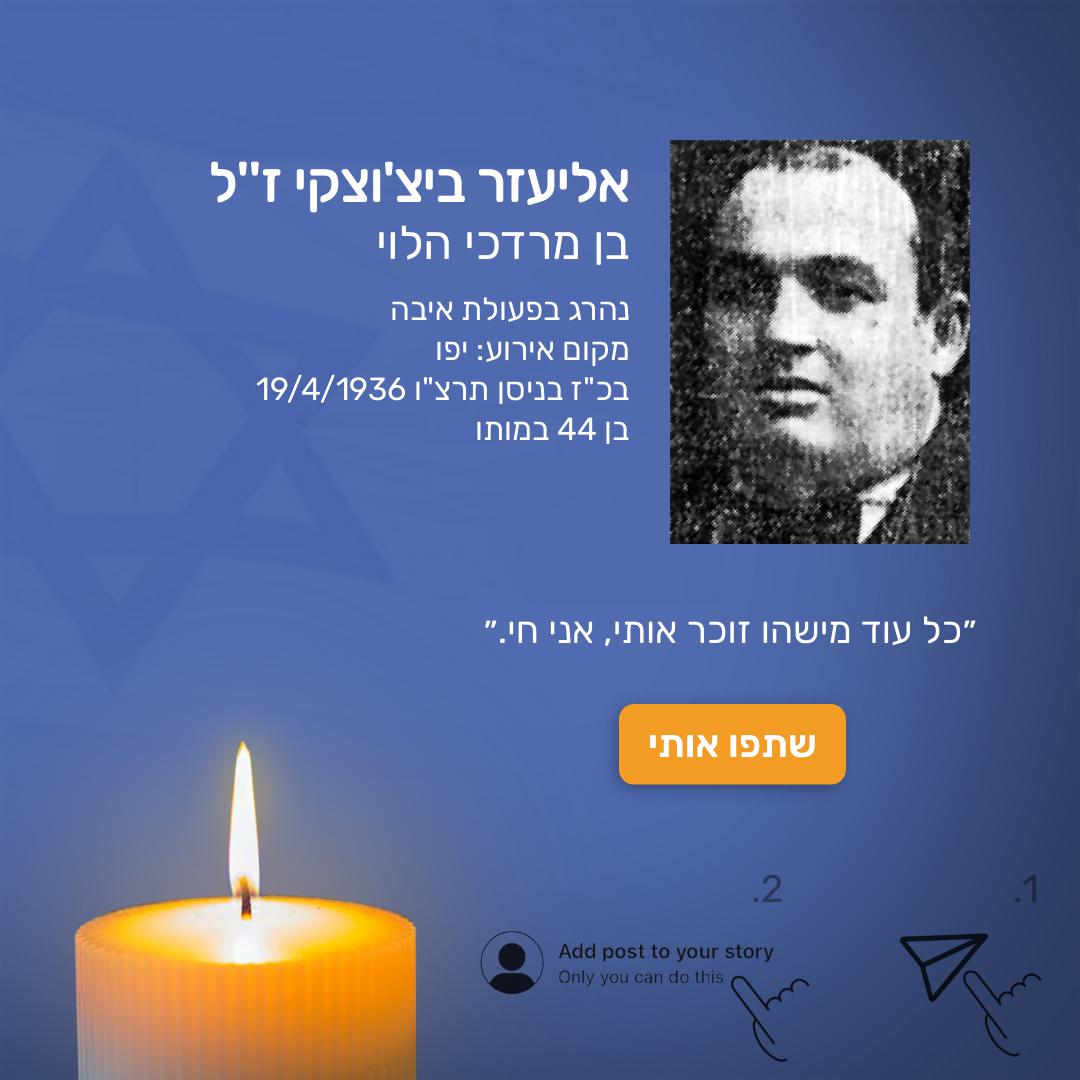 אליעזר ביצ'וצקי ז''ל
בן מרדכי הלוי
נהרג בפעולת איבה
מקום אירוע: יפו
בכ"ז בניסן תרצ"ו 19/4/1936
בן 44 במותו
״כל עוד מישהו זוכר אותי, אני חי.״
שתפו אותי
1.
2.
Add post to your story
Only you can do this